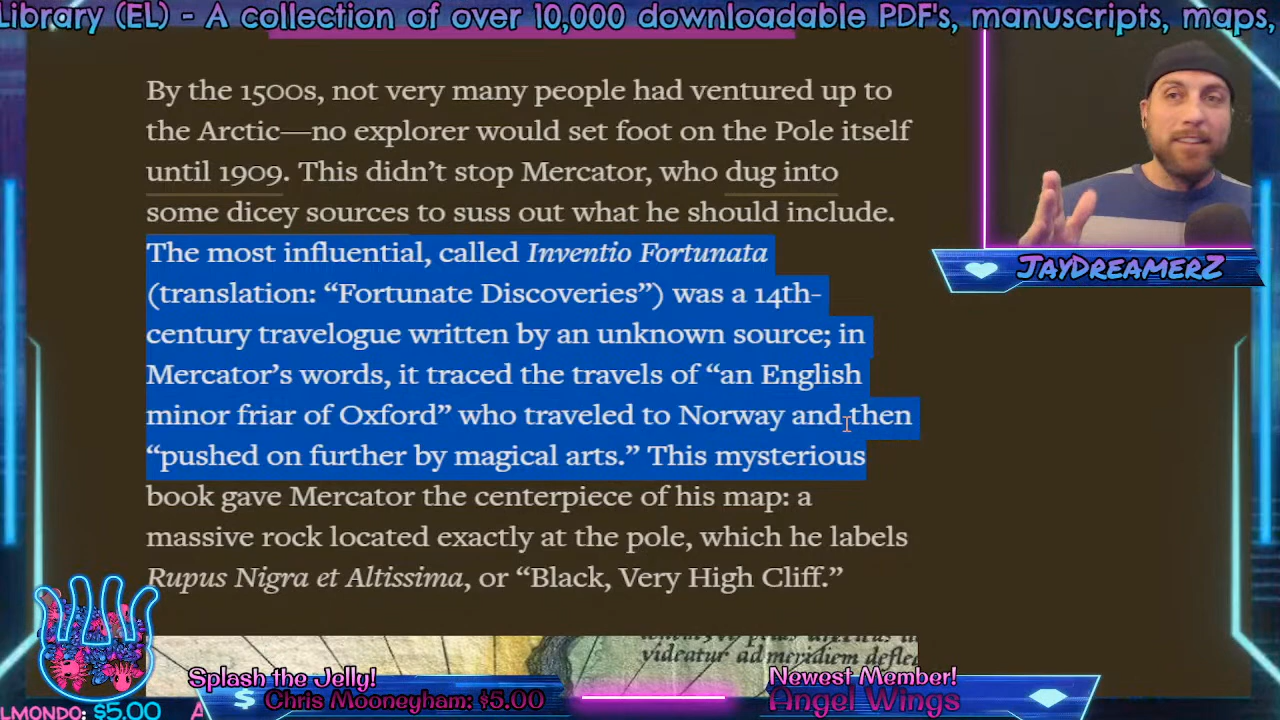 Library (EL) - A collection of over 10,000 downloadable PDF's, manuscripts, maps,
By the 1500s, not very many people had ventured up to
the Arctic—no explorer would set foot on the Pole itself
until 1909. This didn’t stop Mercator, who dug into
some dicey sources to suss out what he should include.
The most influential, called Inventio Fortunata
(translation: “Fortunate Discoveries”) was a 14th-
century travelogue written by an unknown source; in
Mercator’s words, it traced the travels of “an English
minor friar of Oxford” who traveled to Norway and then
“pushed on further by magical arts.” This mysterious
book gave Mercator the centerpiece of his map: a
massive rock located exactly at the pole, which he labels
Rupus Nigra et Altissima, or “Black, Very High Cliff.”
JayDreamerZ
videatur ad meridiem deflec
Splash the Jelly!
$ Chris Mooneyham: $5.00
Newest Member!
Angel Wings
LMONDO: $5.00 A